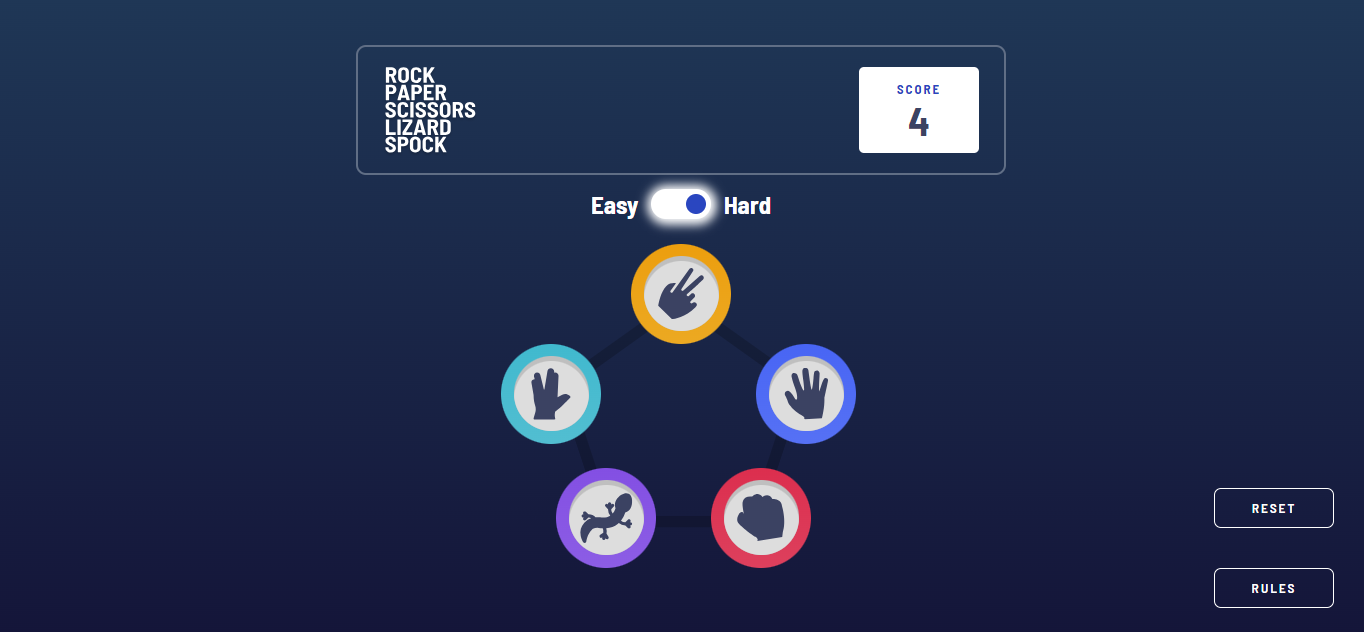 ROCK
PAPER
SCISSORS
LIZARD
SPOCK
SCORE
4
Easy Hard
RESET
RULES